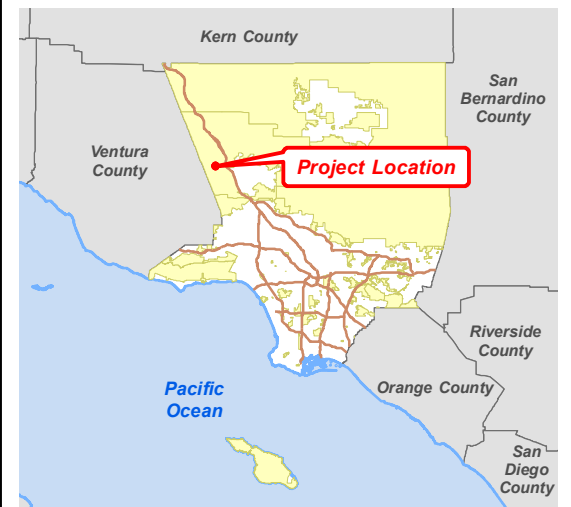 Kern County
San
Bernardino
County
Ventura
County
Project Location
Riverside
County
Pacific
Ocean
Orange County
San
Diego
County